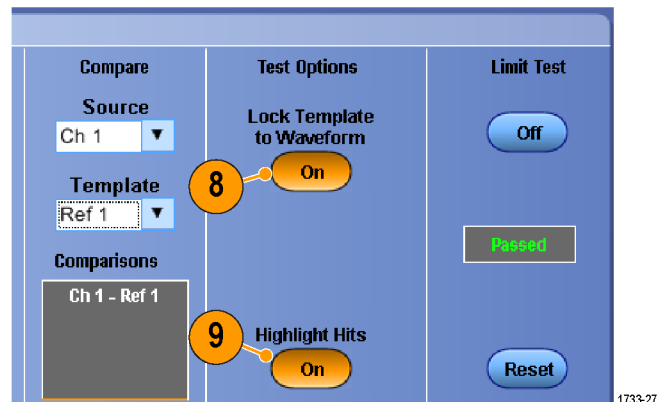 Compare
Source
Ch 1
Template
Ref 1
Comparisons
Ch 1 - Ref 1
Test Options
Lock Template
to Waveform
8
On
9
Highlight Hits
On
Limit Test
Off
Passed
Reset
1733-27